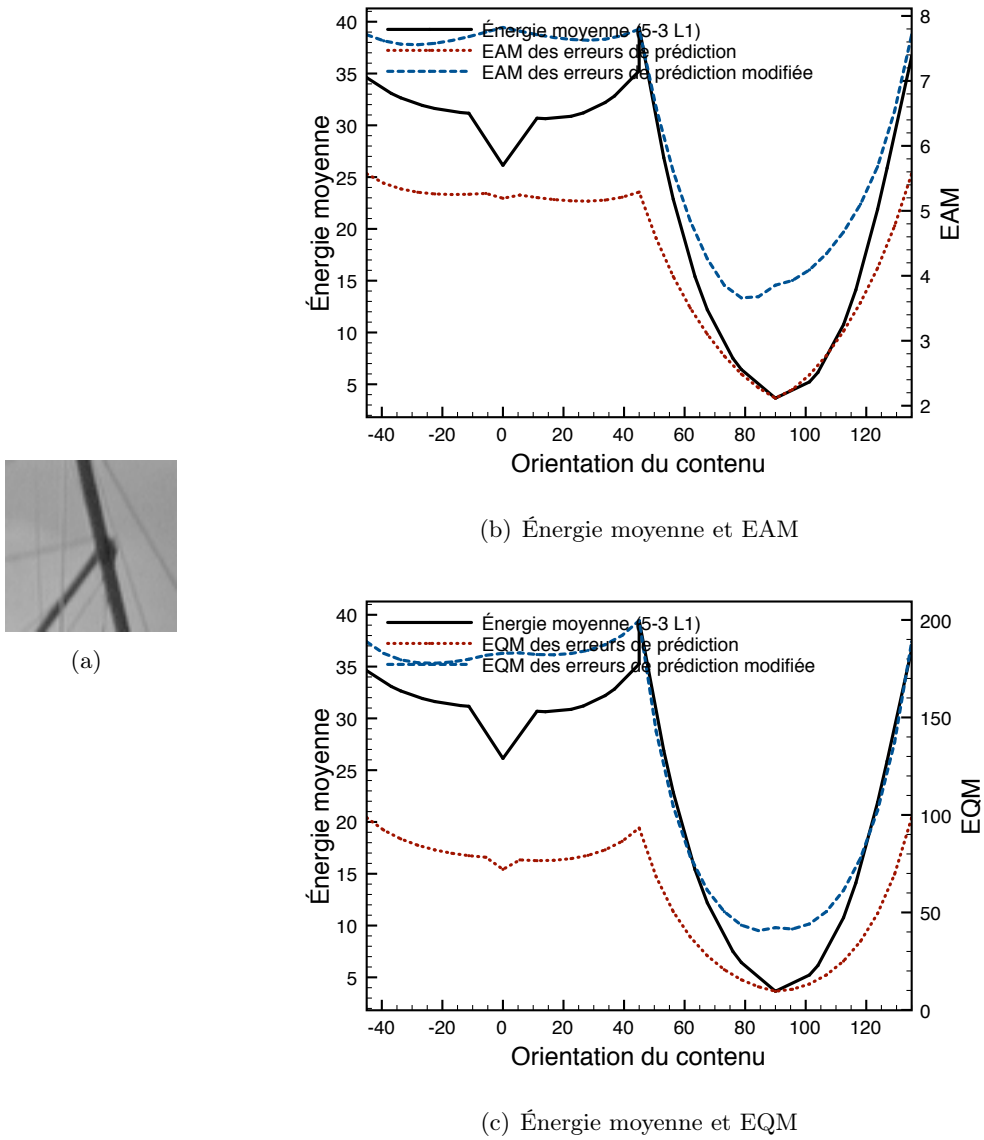 40
35
30
25
20
15
10
5
Énergie moyenne
8
7
6
5
4
3
2
EAM
Énergie moyenne (5-3 L1)
EAM des erreurs de prédiction
EAM des erreurs de prédiction modifiée
-40 -20 0 20 40 60 80 100 120
Orientation du contenu
(b) Énergie moyenne et EAM
(a)
40
35
30
25
20
15
10
5
Énergie moyenne
200
150
100
50
0
EQM
Énergie moyenne (5-3 L1)
EQM des erreurs de prédiction
EQM des erreurs de prédiction modifiée
-40 -20 0 20 40 60 80 100 120
Orientation du contenu
(c) Énergie moyenne et EQM